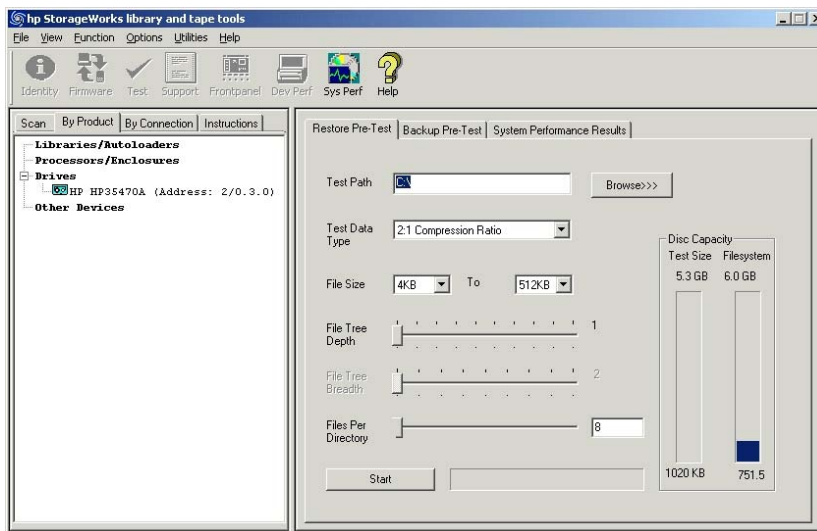 hp StorageWorks library and tape tools
File View Function Options Utilities Help
Identity Firmware Test Support Frontpanel Dev Perf Sys Perf Help
Scan By Product By Connection Instructions
Libraries/Autoloaders
Processors/Enclosures
Drives
HP HP35470A (Address: 2/0.3.0)
Other Devices
Restore Pre-Test Backup Pre-Test System Performance Results
Test Path C:\ Browse>>>
Test Data Type 2:1 Compression Ratio
File Size 4KB To 512KB
File Tree Depth 1
File Tree Breadth 2
Files Per Directory 8
Start
Disc Capacity
Test Size Filesystem
5.3 GB 6.0 GB
1020 KB 751.5